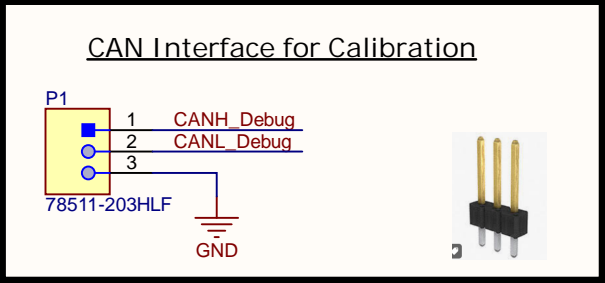 CAN Interface for Calibration
P1
1 CANH_Debug
2 CANL_Debug
3
78511-203HLF
GND